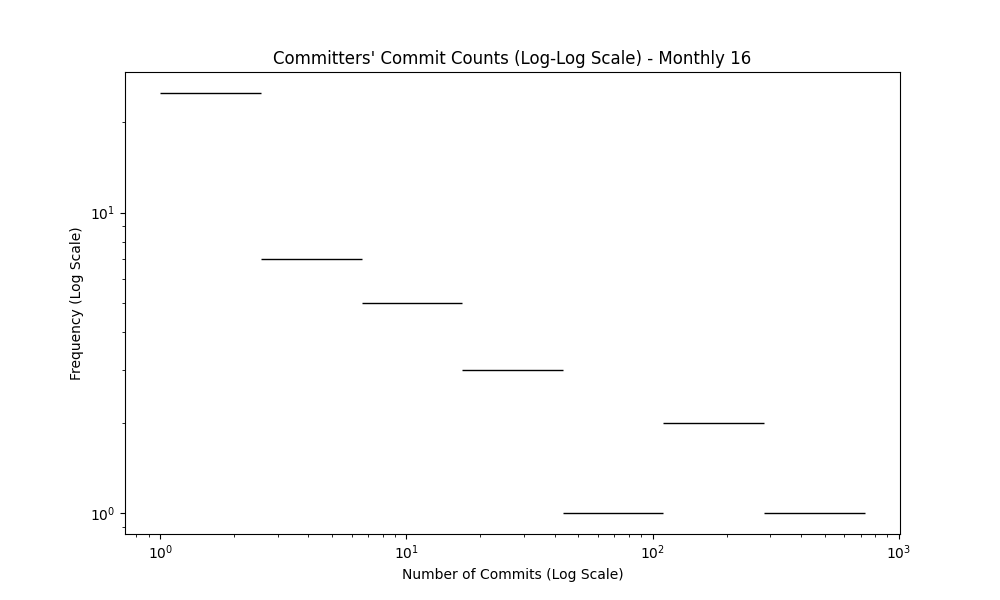 Committers' Commit Counts (Log-Log Scale) - Monthly 16
Frequency (Log Scale)
10¹
10⁰
10⁰ 10¹ 10² 10³
Number of Commits (Log Scale)